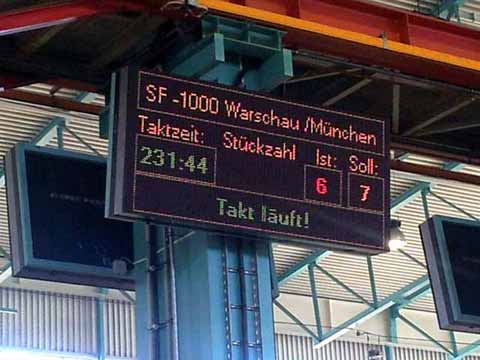 SF-1000 Warschau /München
Taktzeit: Stückzahl Ist: Soll:
231:44 6 7
Takt läuft!